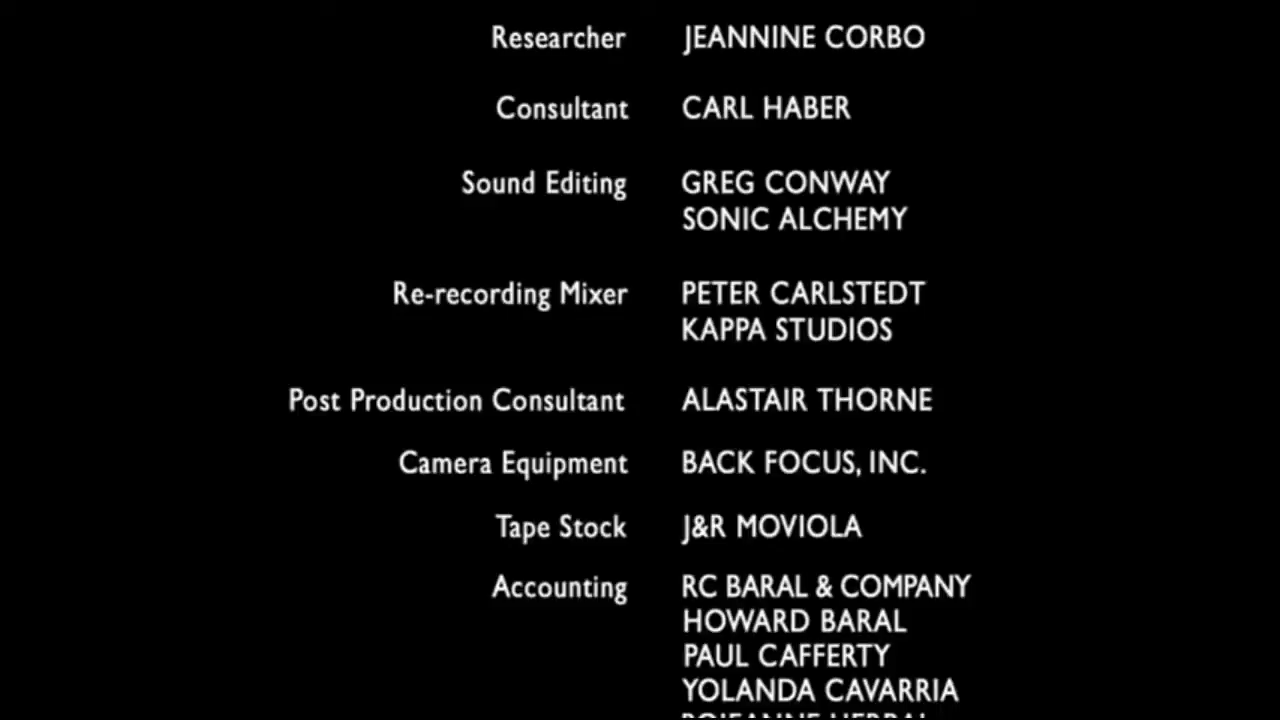 Researcher JEANNINE CORBO
Consultant CARL HABER
Sound Editing GREG CONWAY
SONIC ALCHEMY
Re-recording Mixer PETER CARLSTEDT
KAPPA STUDIOS
Post Production Consultant ALASTAIR THORNE
Camera Equipment BACK FOCUS, INC.
Tape Stock J&R MOVIOLA
Accounting RC BARAL & COMPANY
HOWARD BARAL
PAUL CAFFERTY
YOLANDA CAVARRIA